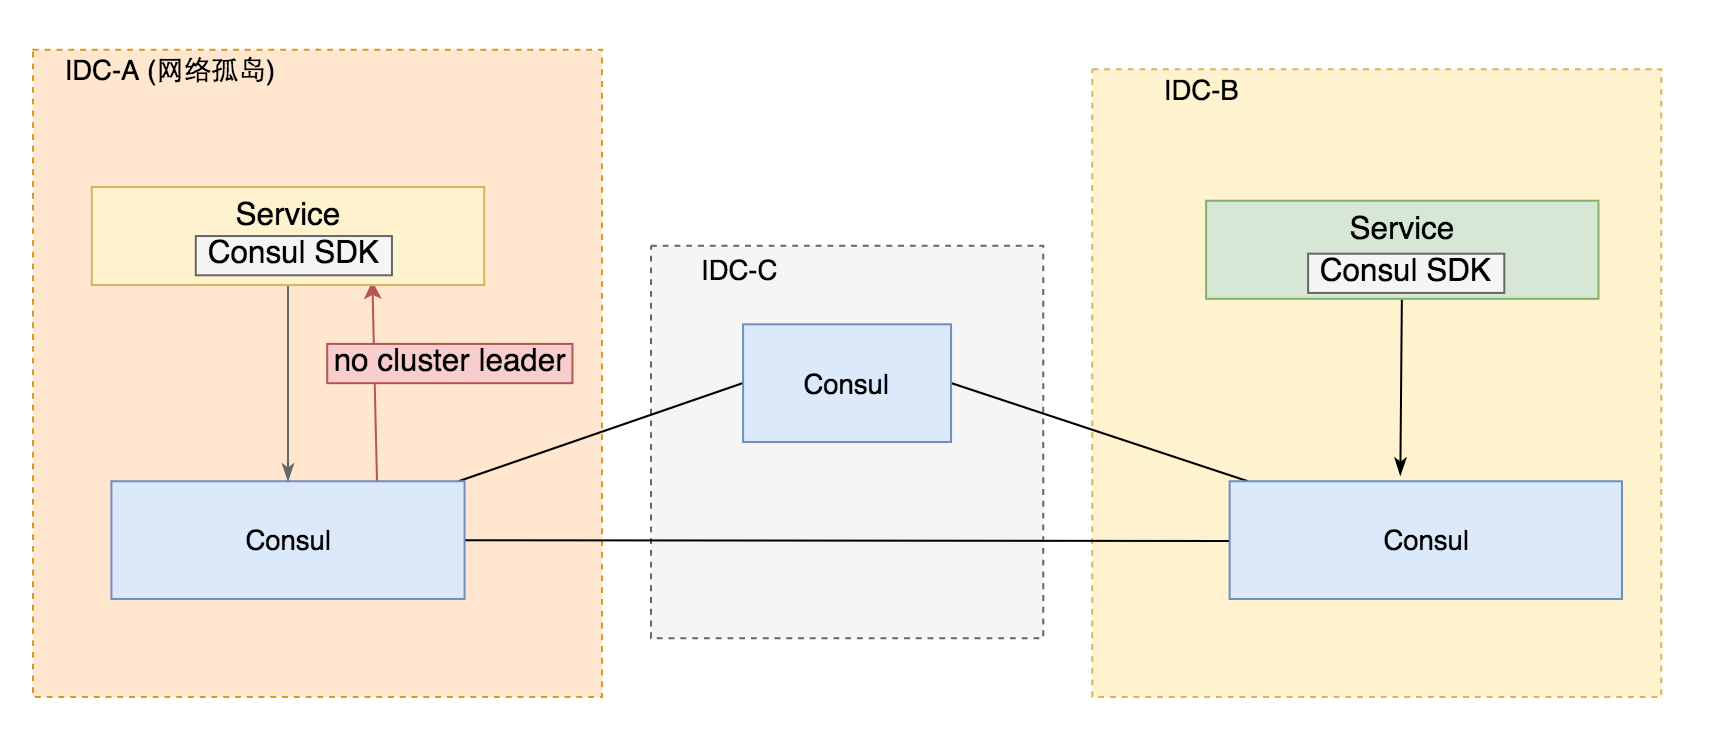 IDC-A (网络孤岛)
Service
Consul SDK
no cluster leader
Consul
IDC-C
Consul
IDC-B
Service
Consul SDK
Consul